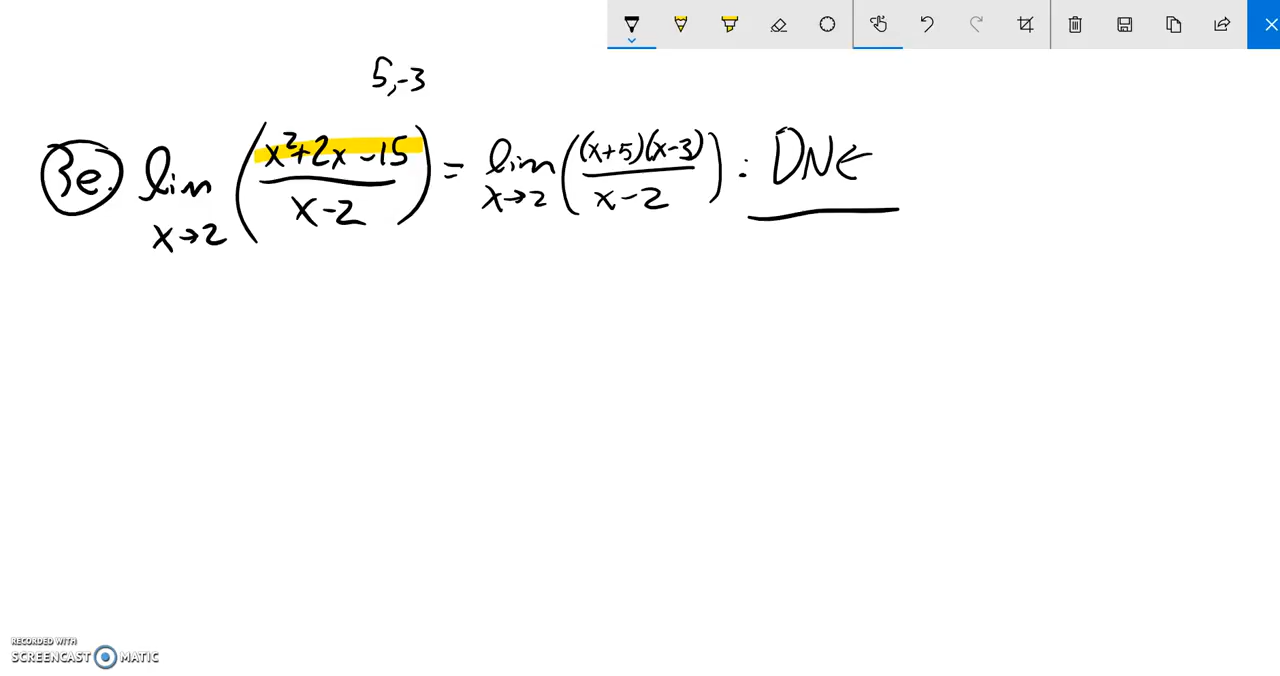 5,-3
3e. lim x→2 (x²+2x-15 / x-2) = lim x→2 ((x+5)(x-3) / x-2) : DNE
RECORDED WITH
SCREENCAST MATIC